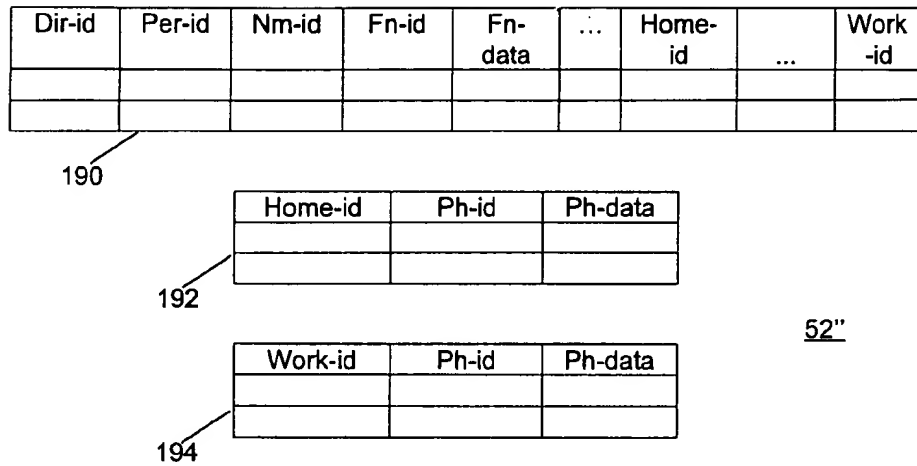 Dir-id Per-id Nm-id Fn-id Fn-data ... Home-id ... Work-id
190
Home-id Ph-id Ph-data
192
52"
Work-id Ph-id Ph-data
194